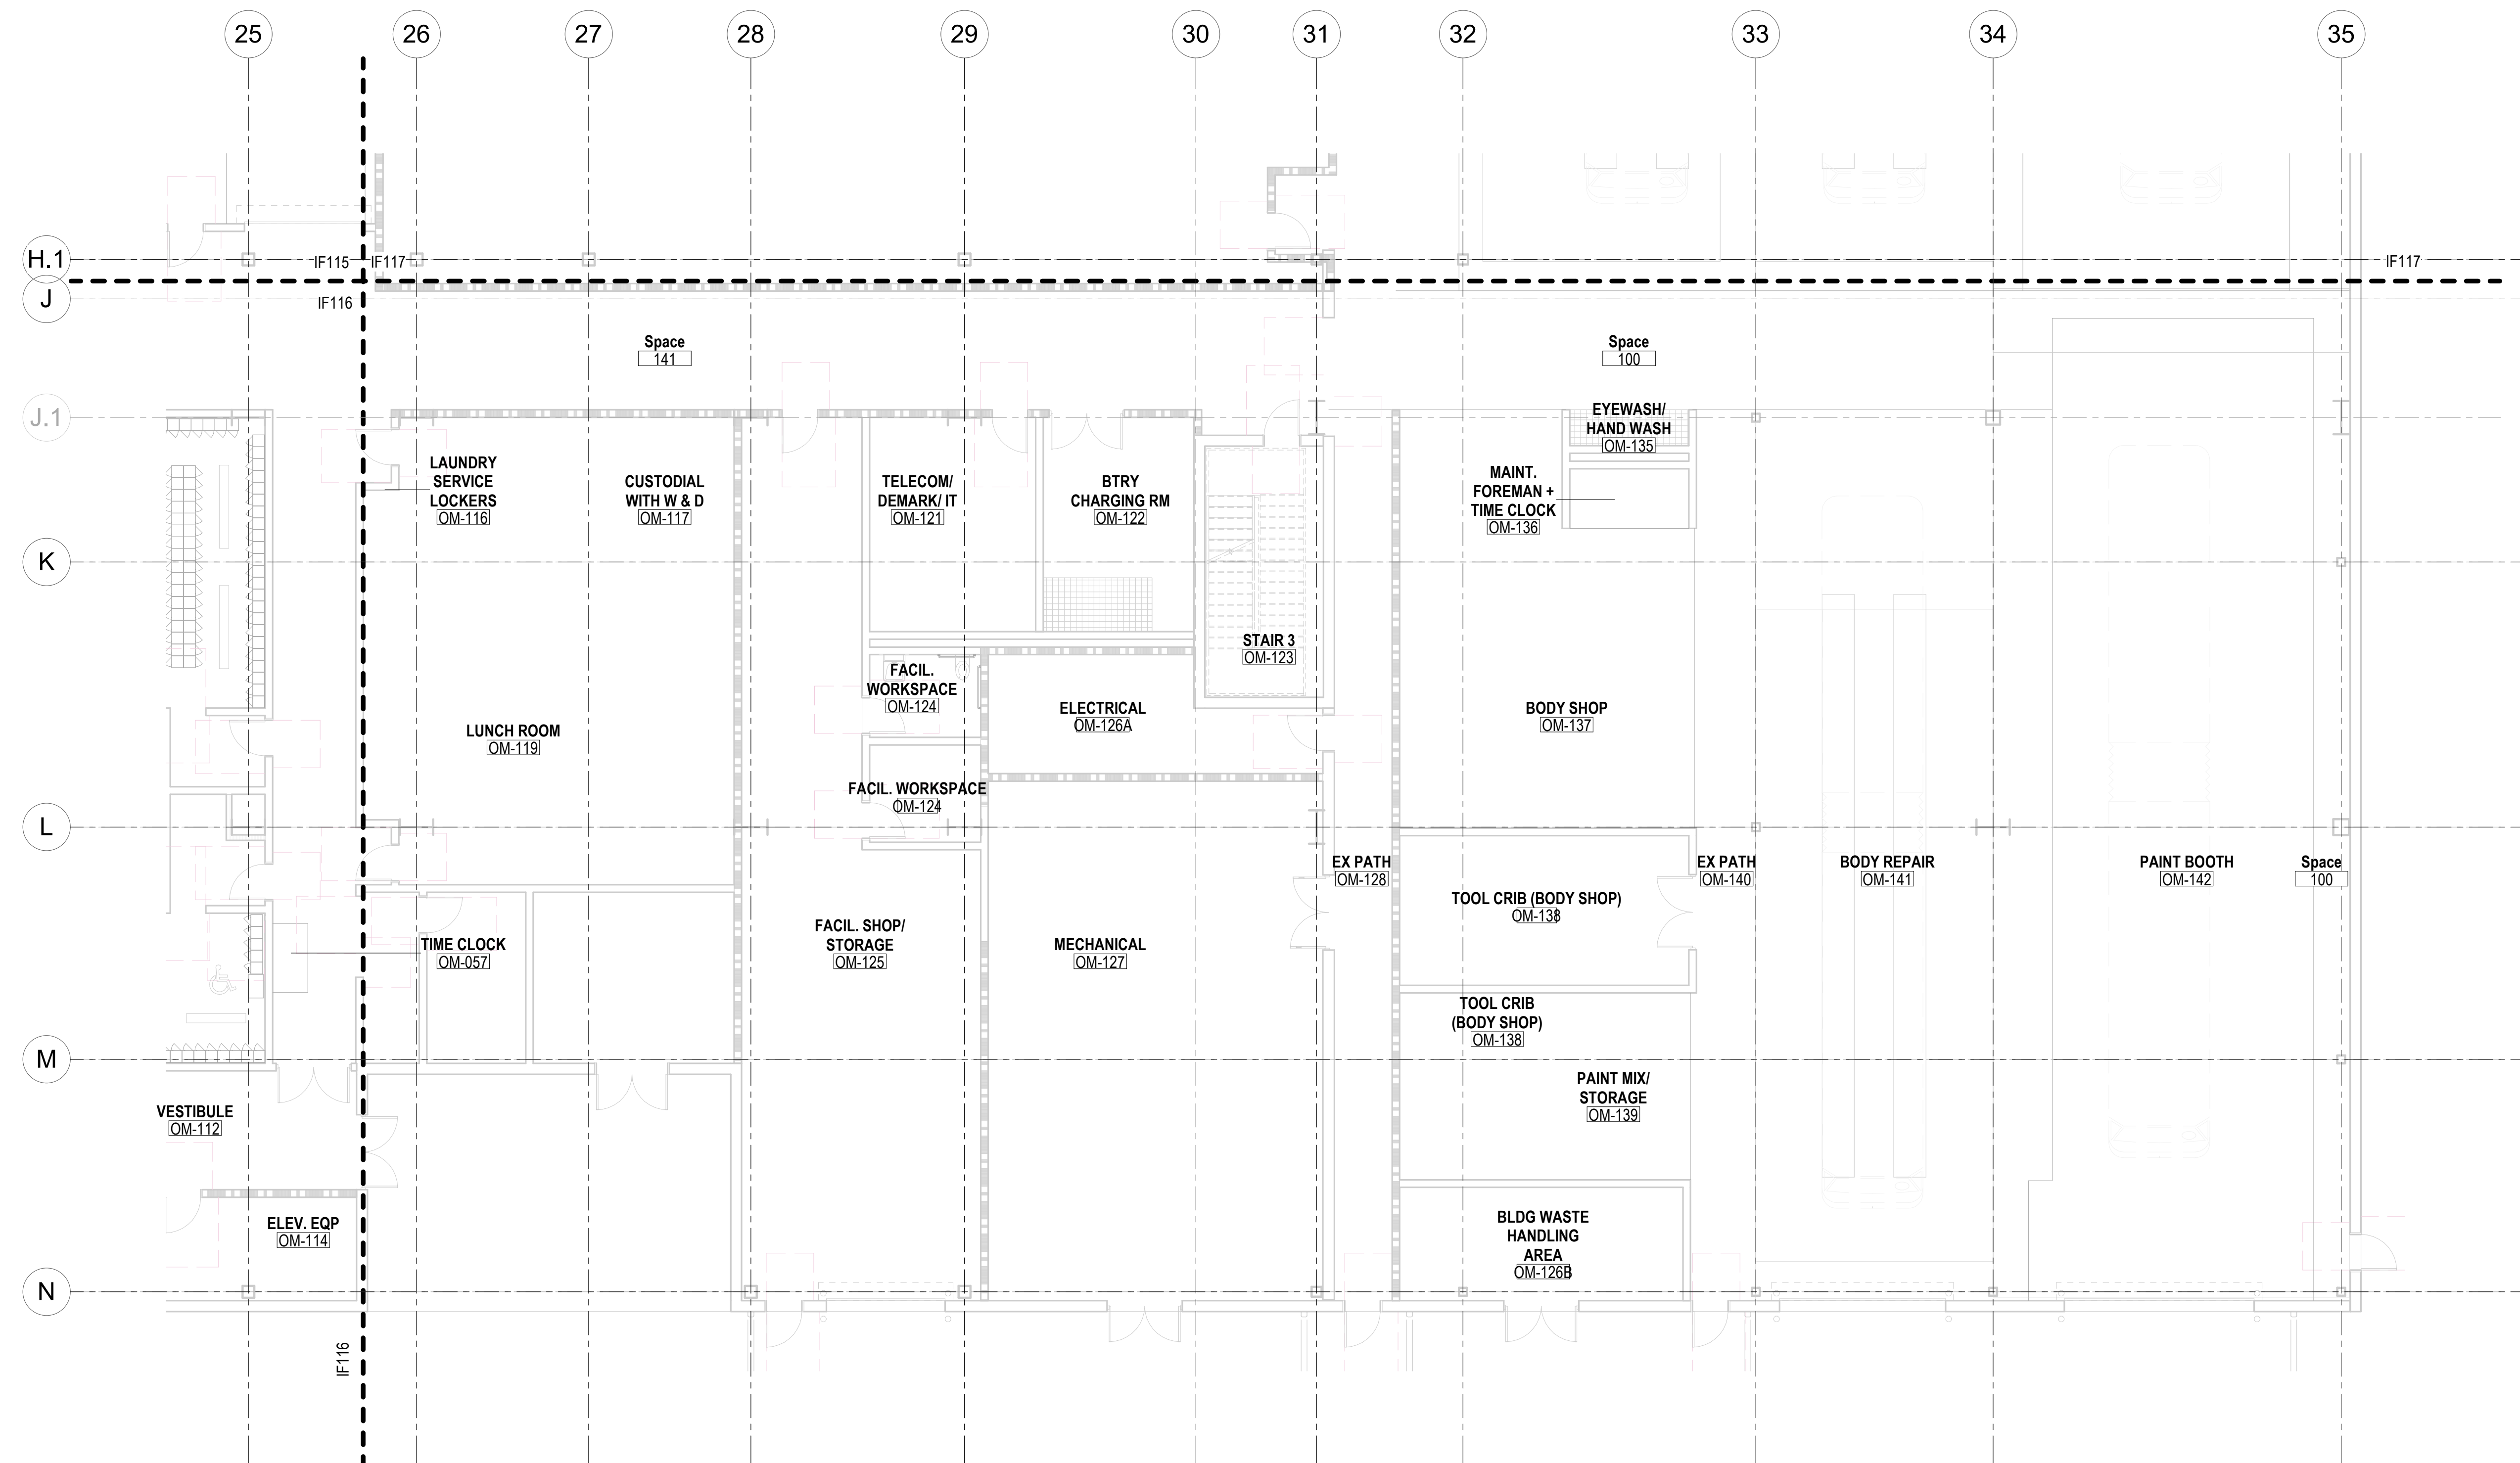 25
26
27
28
29
30
31
32
33
34
35
H.1
IF115
IF117
IF117
J
IF116
Space
141
Space
100
J.1
EYEWASH/
HAND WASH
OM-135
LAUNDRY
SERVICE
LOCKERS
OM-116
CUSTODIAL
WITH W & D
OM-117
TELECOM/
DEMARK/ IT
OM-121
BTRY
CHARGING RM
OM-122
MAINT.
FOREMAN +
TIME CLOCK
OM-136
K
STAIR 3
OM-123
FACIL.
WORKSPACE
OM-124
ELECTRICAL
OM-126A
BODY SHOP
OM-137
LUNCH ROOM
OM-119
FACIL. WORKSPACE
OM-124
L
EX PATH
OM-128
EX PATH
OM-140
BODY REPAIR
OM-141
PAINT BOOTH
OM-142
Space
100
TOOL CRIB (BODY SHOP)
OM-138
TIME CLOCK
OM-057
FACIL. SHOP/
STORAGE
OM-125
MECHANICAL
OM-127
TOOL CRIB
(BODY SHOP)
OM-138
M
PAINT MIX/
STORAGE
OM-139
VESTIBULE
OM-112
ELEV. EQP
OM-114
BLDG WASTE
HANDLING
AREA
OM-126B
N
IF116